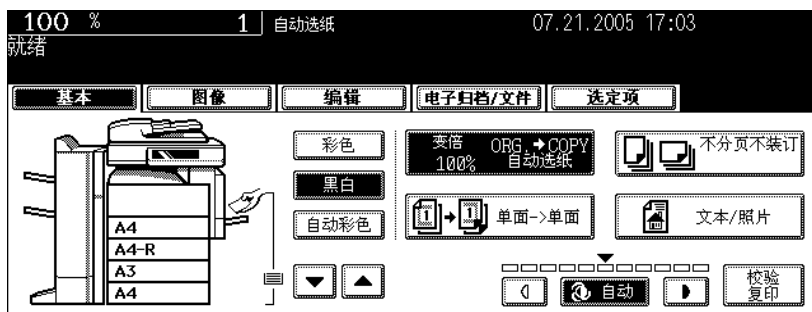 100 % 1 自动选纸 07.21.2005 17:03
就绪
基本 图像 编辑 电子归档/文件 选定项
彩色 变倍 ORG.→COPY 不分页不装订
100% 自动选纸
黑白
1→1 单面->单面 文本/照片
自动彩色
A4
A4-R
A3
A4
自动 校验
复印